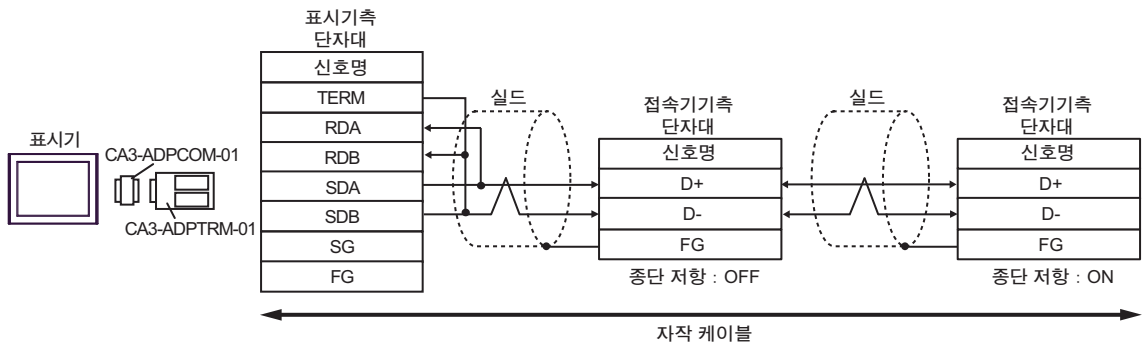 표시기
CA3-ADPCOM-01
CA3-ADPTRM-01
표시기측
단자대
신호명
TERM
RDA
RDB
SDA
SDB
SG
FG
실드
접속기기측
단자대
신호명
D+
D-
FG
종단 저항 : OFF
실드
접속기기측
단자대
신호명
D+
D-
FG
종단 저항 : ON
자작 케이블